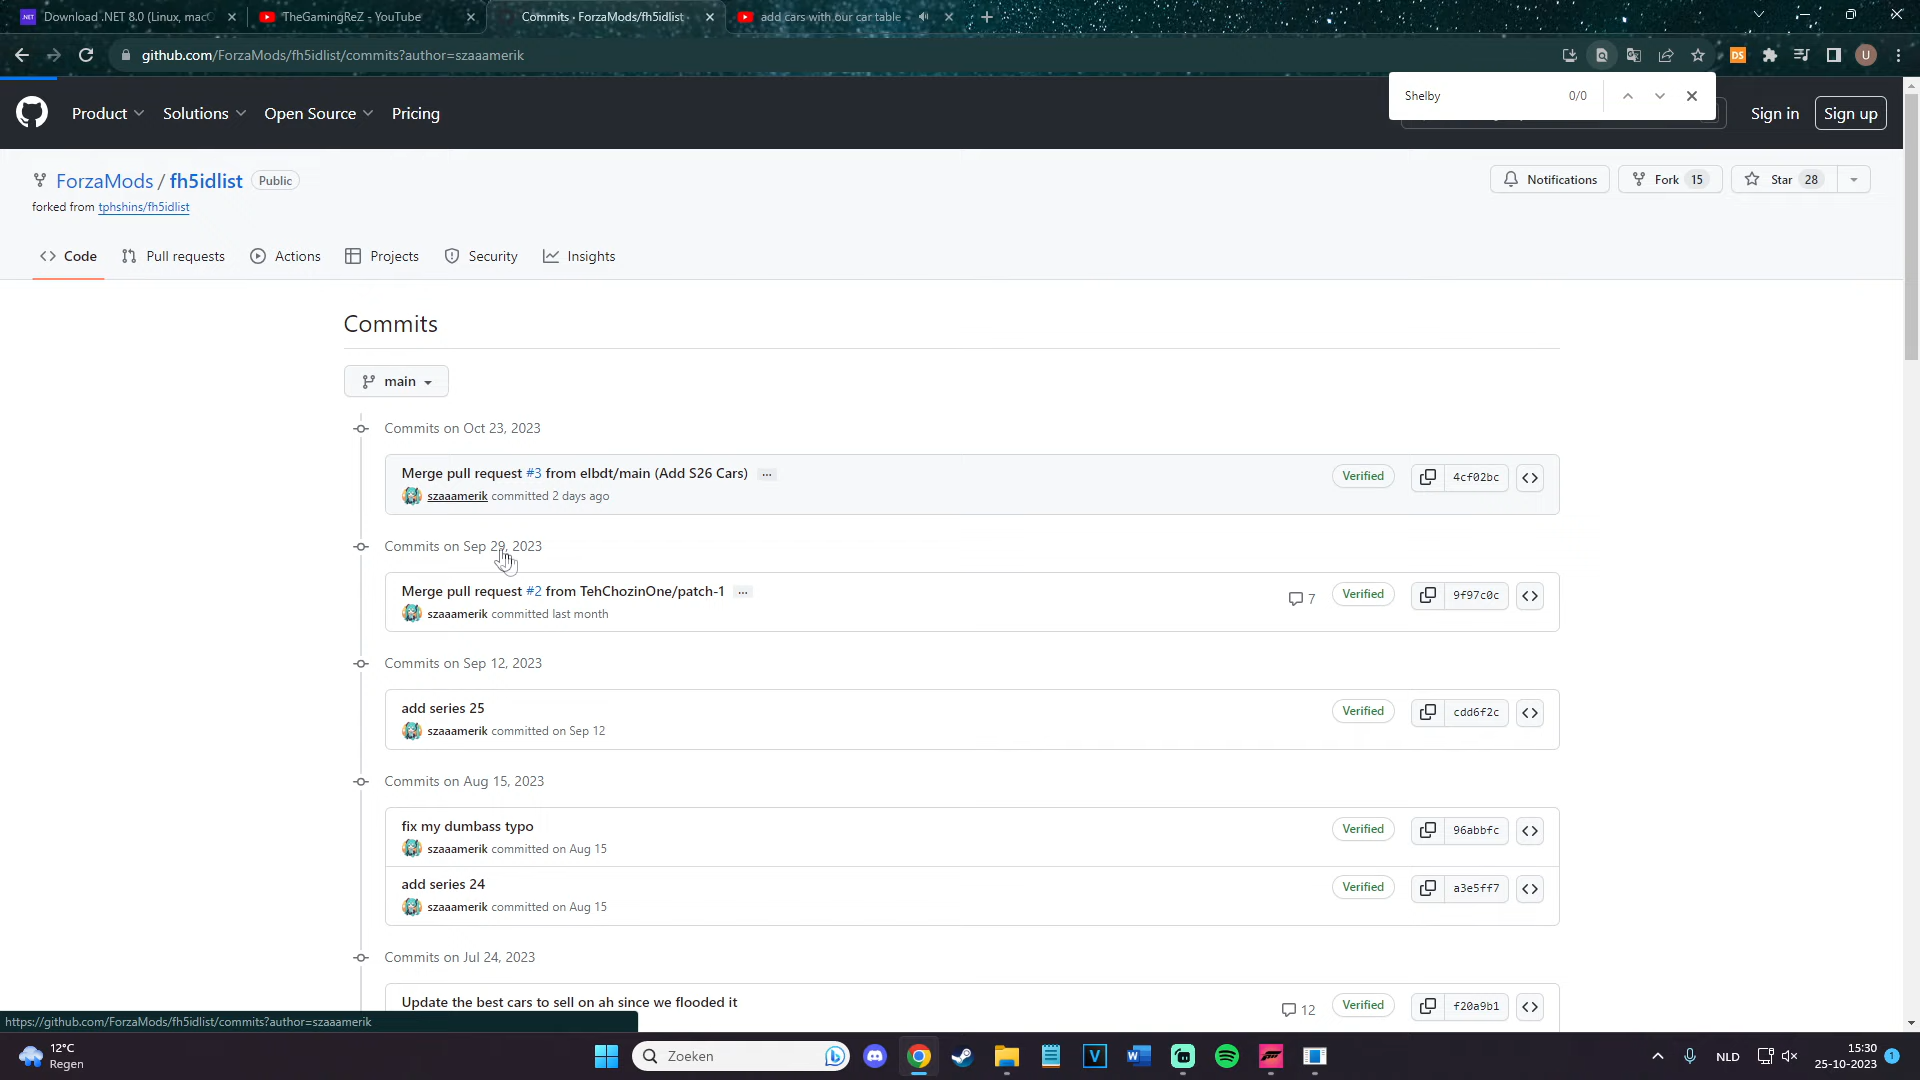 Download .NET 8.0 (Linux, macO
TheGamingReZ - YouTube
Commits · ForzaMods/fh5idlist
add cars with our car table
github.com/ForzaMods/fh5idlist/commits?author=szaaamerik
DS
U
Shelby
0/0
Product
Solutions
Open Source
Pricing
Sign in
Sign up
ForzaMods / fh5idlist
Public
forked from tphshins/fh5idlist
Notifications
Fork 15
Star 28
Code
Pull requests
Actions
Projects
Security
Insights
Commits
main
Commits on Oct 23, 2023
Merge pull request #3 from elbdt/main (Add S26 Cars) ...
szaaamerik committed 2 days ago
Verified
4cf02bc
Commits on Sep 29, 2023
Merge pull request #2 from TehChozinOne/patch-1 ...
szaaamerik committed last month
7
Verified
9f97c0c
Commits on Sep 12, 2023
add series 25
szaaamerik committed on Sep 12
Verified
cdd6f2c
Commits on Aug 15, 2023
fix my dumbass typo
szaaamerik committed on Aug 15
Verified
96abbfc
add series 24
szaaamerik committed on Aug 15
Verified
a3e5ff7
Commits on Jul 24, 2023
Update the best cars to sell on ah since we flooded it
12
Verified
f20a9b1
https://github.com/ForzaMods/fh5idlist/commits?author=szaaamerik
12°C
Regen
Zoeken
V
NLD
15:30
25-10-2023
1